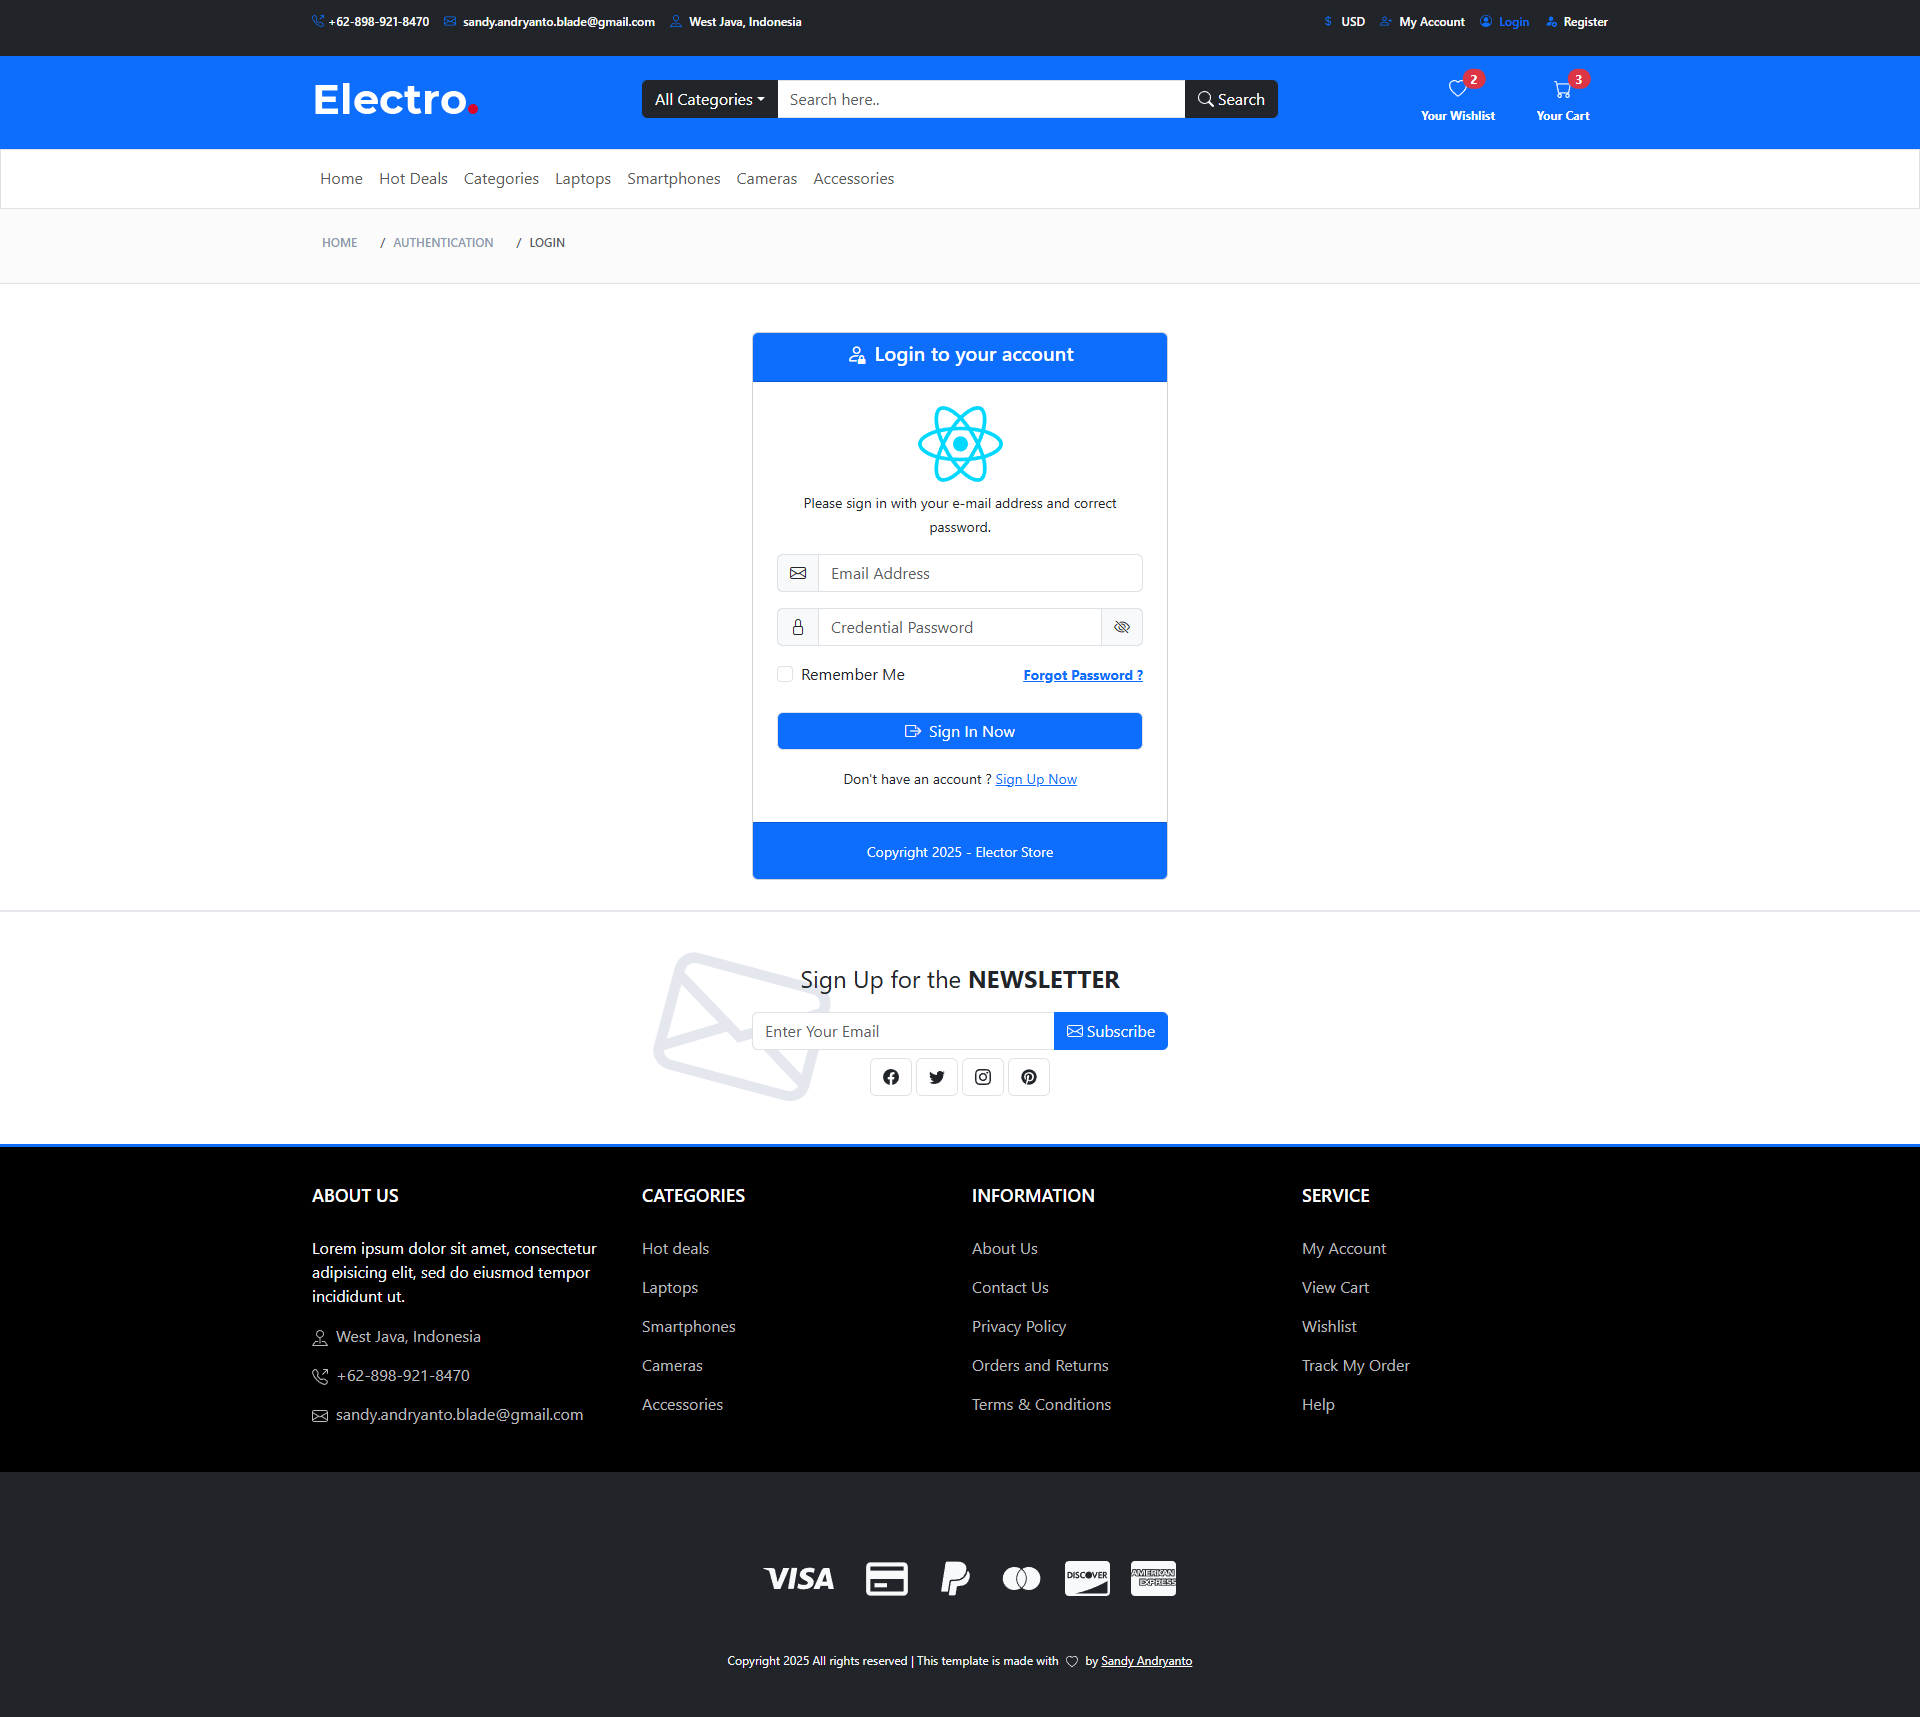 +62-898-921-8470 sandy.andryanto.blade@gmail.com West Java, Indonesia $ USD My Account Login Register
Electro. All Categories Search here.. Search 2 Your Wishlist 3 Your Cart
Home Hot Deals Categories Laptops Smartphones Cameras Accessories
HOME / AUTHENTICATION / LOGIN
Login to your account
Please sign in with your e-mail address and correct
password.
Email Address
Credential Password
Remember Me Forgot Password ?
Sign In Now
Don't have an account ? Sign Up Now
Copyright 2025 - Elector Store
Sign Up for the NEWSLETTER
Enter Your Email Subscribe
ABOUT US
Lorem ipsum dolor sit amet, consectetur
adipisicing elit, sed do eiusmod tempor
incididunt ut.
West Java, Indonesia
+62-898-921-8470
sandy.andryanto.blade@gmail.com
CATEGORIES
Hot deals
Laptops
Smartphones
Cameras
Accessories
INFORMATION
About Us
Contact Us
Privacy Policy
Orders and Returns
Terms & Conditions
SERVICE
My Account
View Cart
Wishlist
Track My Order
Help
VISA DISCOVER AMERICAN EXPRESS
Copyright 2025 All rights reserved | This template is made with by Sandy Andryanto